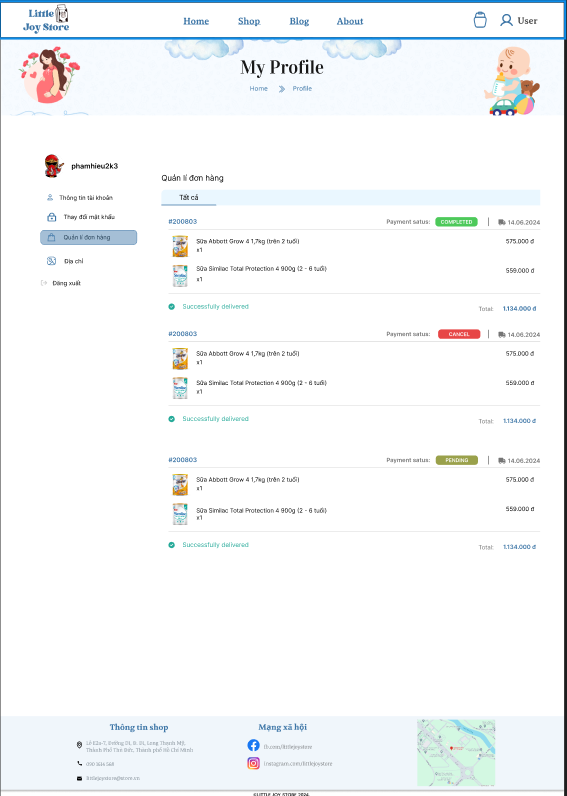 Little
Joy Store
Home
Shop
Blog
About
User
My Profile
Home
Profile
phamhieu2k3
Thông tin tài khoản
Thay đổi mật khẩu
Quản lí đơn hàng
Địa chỉ
Đăng xuất
Quản lí đơn hàng
Tất cả
#200803
Payment satus:
COMPLETED
14.06.2024
Sữa Abbott Grow 4 1,7kg (trên 2 tuổi)
x1
575.000 đ
Sữa Similac Total Protection 4 900g (2 - 6 tuổi)
x1
559.000 đ
Successfully delivered
Total:
1.134.000 đ
#200803
Payment satus:
CANCEL
14.06.2024
Sữa Abbott Grow 4 1,7kg (trên 2 tuổi)
x1
575.000 đ
Sữa Similac Total Protection 4 900g (2 - 6 tuổi)
x1
559.000 đ
Successfully delivered
Total:
1.134.000 đ
#200803
Payment satus:
PENDING
14.06.2024
Sữa Abbott Grow 4 1,7kg (trên 2 tuổi)
x1
575.000 đ
Sữa Similac Total Protection 4 900g (2 - 6 tuổi)
x1
559.000 đ
Successfully delivered
Total:
1.134.000 đ
Thông tin shop
Lô E2a-7, Đường D1, Đ. D1, Long Thạnh Mỹ,
Thành Phố Thủ Đức, Thành phố Hồ Chí Minh
littlejoystore@store.vn
Mạng xã hội
fb.com/littlejoystore
instagram.com/littlejoystore
©LITTLE JOY STORE 2024